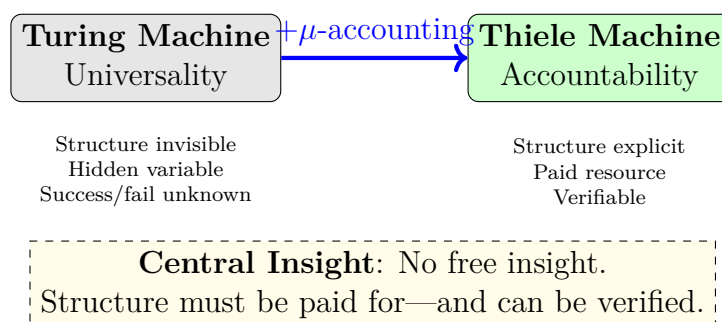 Turing Machine
Universality
+μ-accounting
Thiele Machine
Accountability
Structure invisible
Hidden variable
Success/fail unknown
Structure explicit
Paid resource
Verifiable
Central Insight: No free insight.
Structure must be paid for—and can be verified.